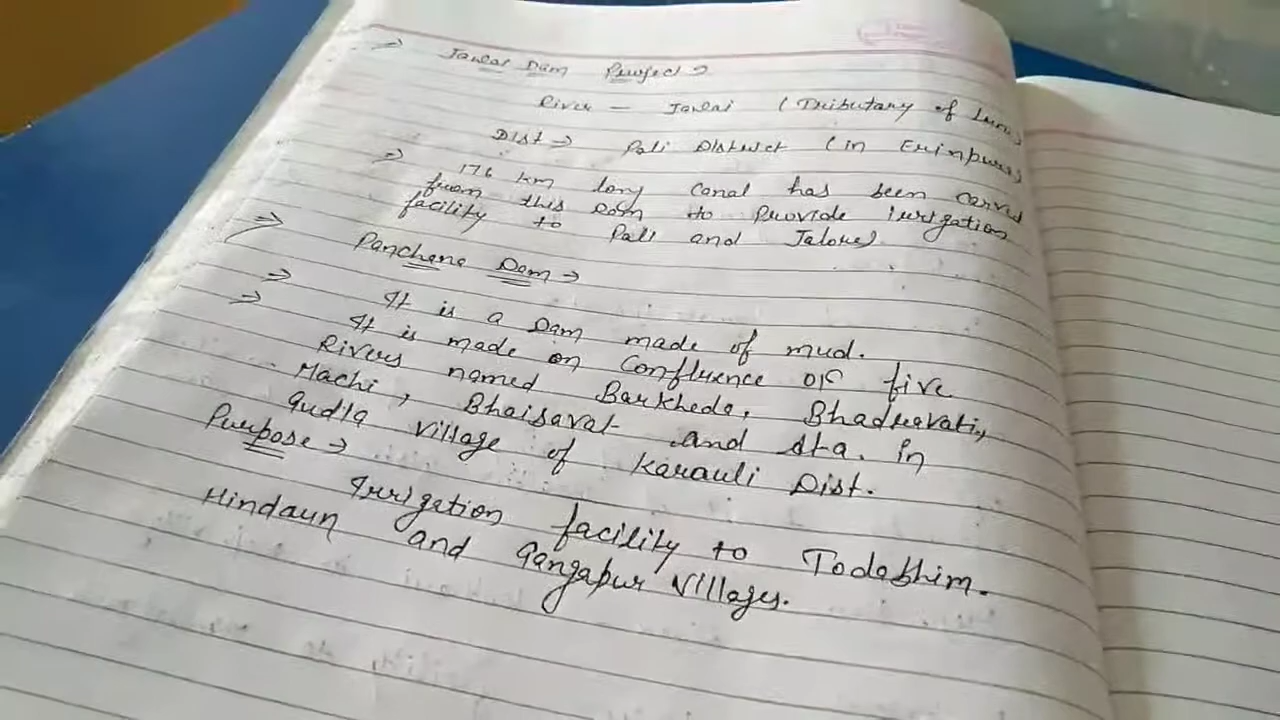 → Jawai Dam Project →
River – Jawai (Tributary of Luni)
Dist ⇒ Pali District (in Erinpura)
⇒ 176 km long canal has been carved
from this Dam to Provide irrigation
facility to Pali and Jalore)
⇒ Panchana Dam →
⇒ It is a Dam made of mud.
⇒ It is made on Confluence of five
Rivers named Barkheda, Bhadravati,
Machi, Bhaisavat and Ata. in
Gudla village of Karauli Dist.
Purpose →
Irrigation facility to Todabhim.
Hindaun and Gangapur Villages.